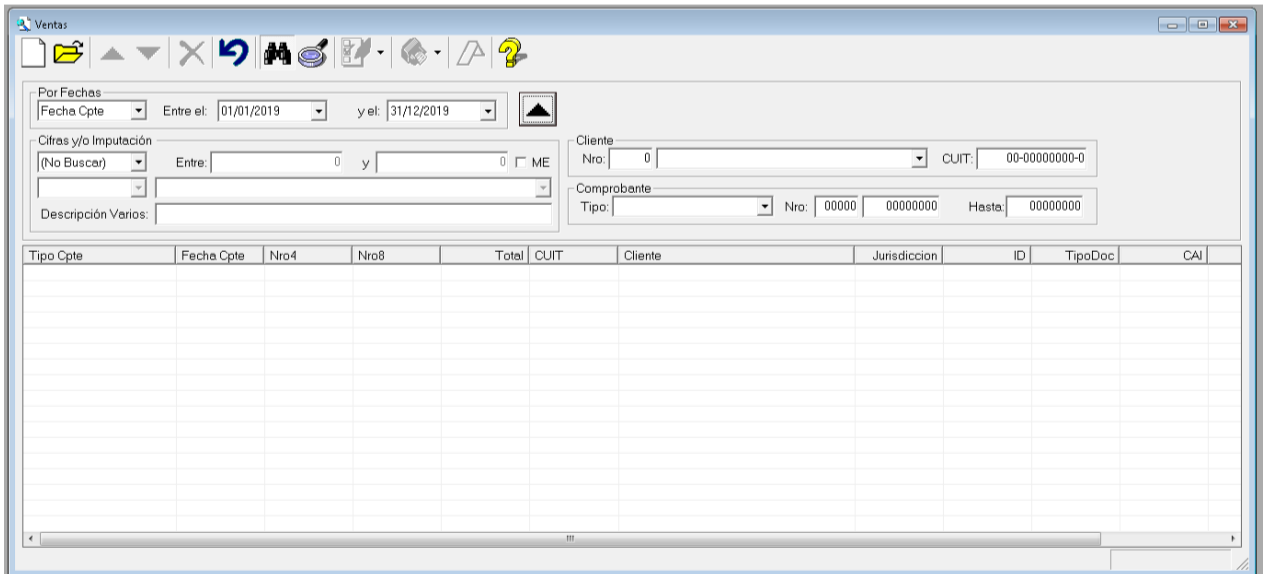 Ventas
Por Fechas
Fecha Cpte Entre el: 01/01/2019 y el: 31/12/2019
Cifras y/o Imputación
(No Buscar) Entre: 0 y 0 ME
Descripción Varios:
Cliente
Nro: 0 CUIT: 00-00000000-0
Comprobante
Tipo: Nro: 00000 00000000 Hasta: 00000000
Tipo Cpte Fecha Cpte Nro4 Nro8 Total CUIT Cliente Jurisdiccion ID TipoDoc CAI